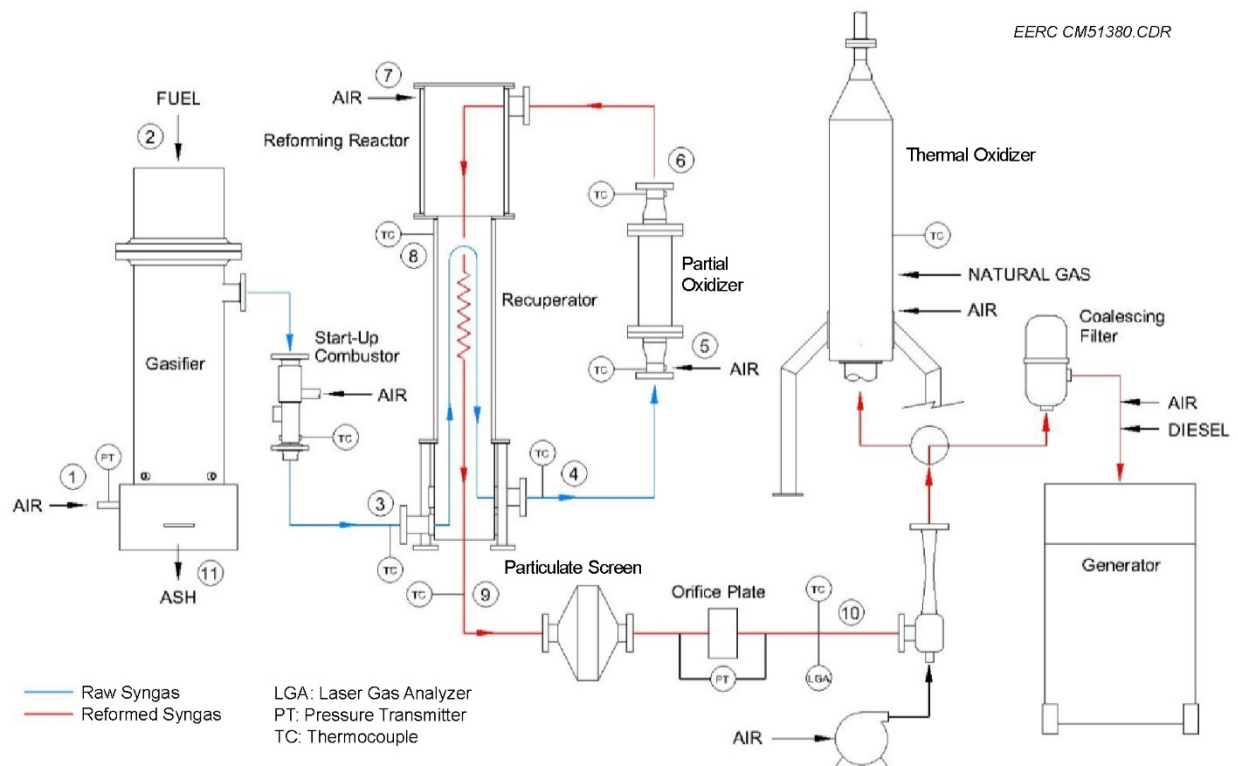 EERC CM51380.CDR
FUEL
2
Gasifier
1
PT
AIR
11
ASH
Start-Up
Combustor
AIR
TC
7
AIR
Reforming Reactor
TC
8
Recuperator
3
TC
TC
4
6
TC
Partial
Oxidizer
5
TC
AIR
Thermal Oxidizer
TC
NATURAL GAS
AIR
Coalescing
Filter
AIR
DIESEL
Generator
TC
9
Particulate Screen
Orifice Plate
PT
TC
10
LGA
AIR
Raw Syngas
Reformed Syngas
LGA: Laser Gas Analyzer
PT: Pressure Transmitter
TC: Thermocouple